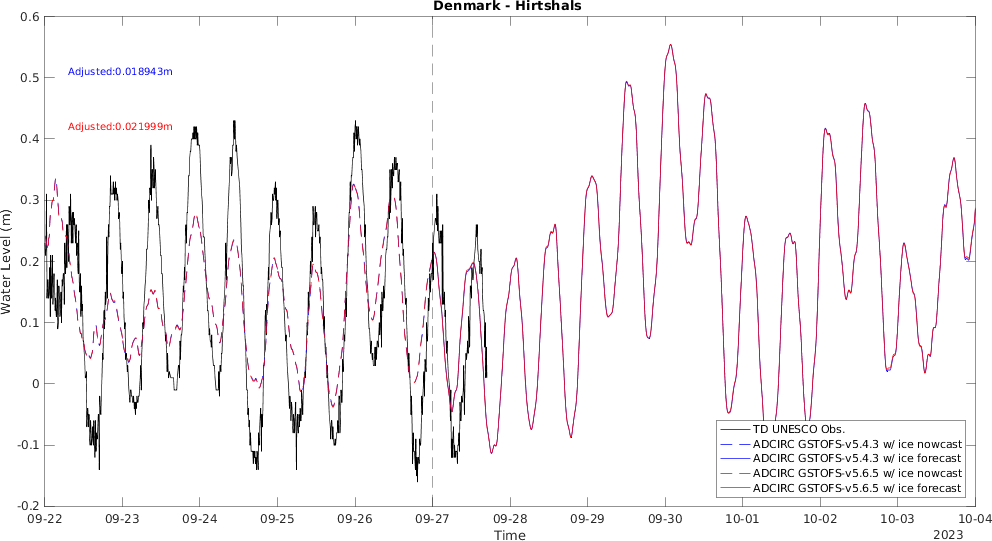 Denmark - Hirtshals
0.6
0.5
0.4
0.3
0.2
0.1
0
-0.1
-0.2
Water Level (m)
Adjusted:0.018943m
Adjusted:0.021999m
TD UNESCO Obs.
ADCIRC GSTOFS-v5.4.3 w/ ice nowcast
ADCIRC GSTOFS-v5.4.3 w/ ice forecast
ADCIRC GSTOFS-v5.6.5 w/ ice nowcast
ADCIRC GSTOFS-v5.6.5 w/ ice forecast
09-22 09-23 09-24 09-25 09-26 09-27 09-28 09-29 09-30 10-01 10-02 10-03 10-04
Time
2023